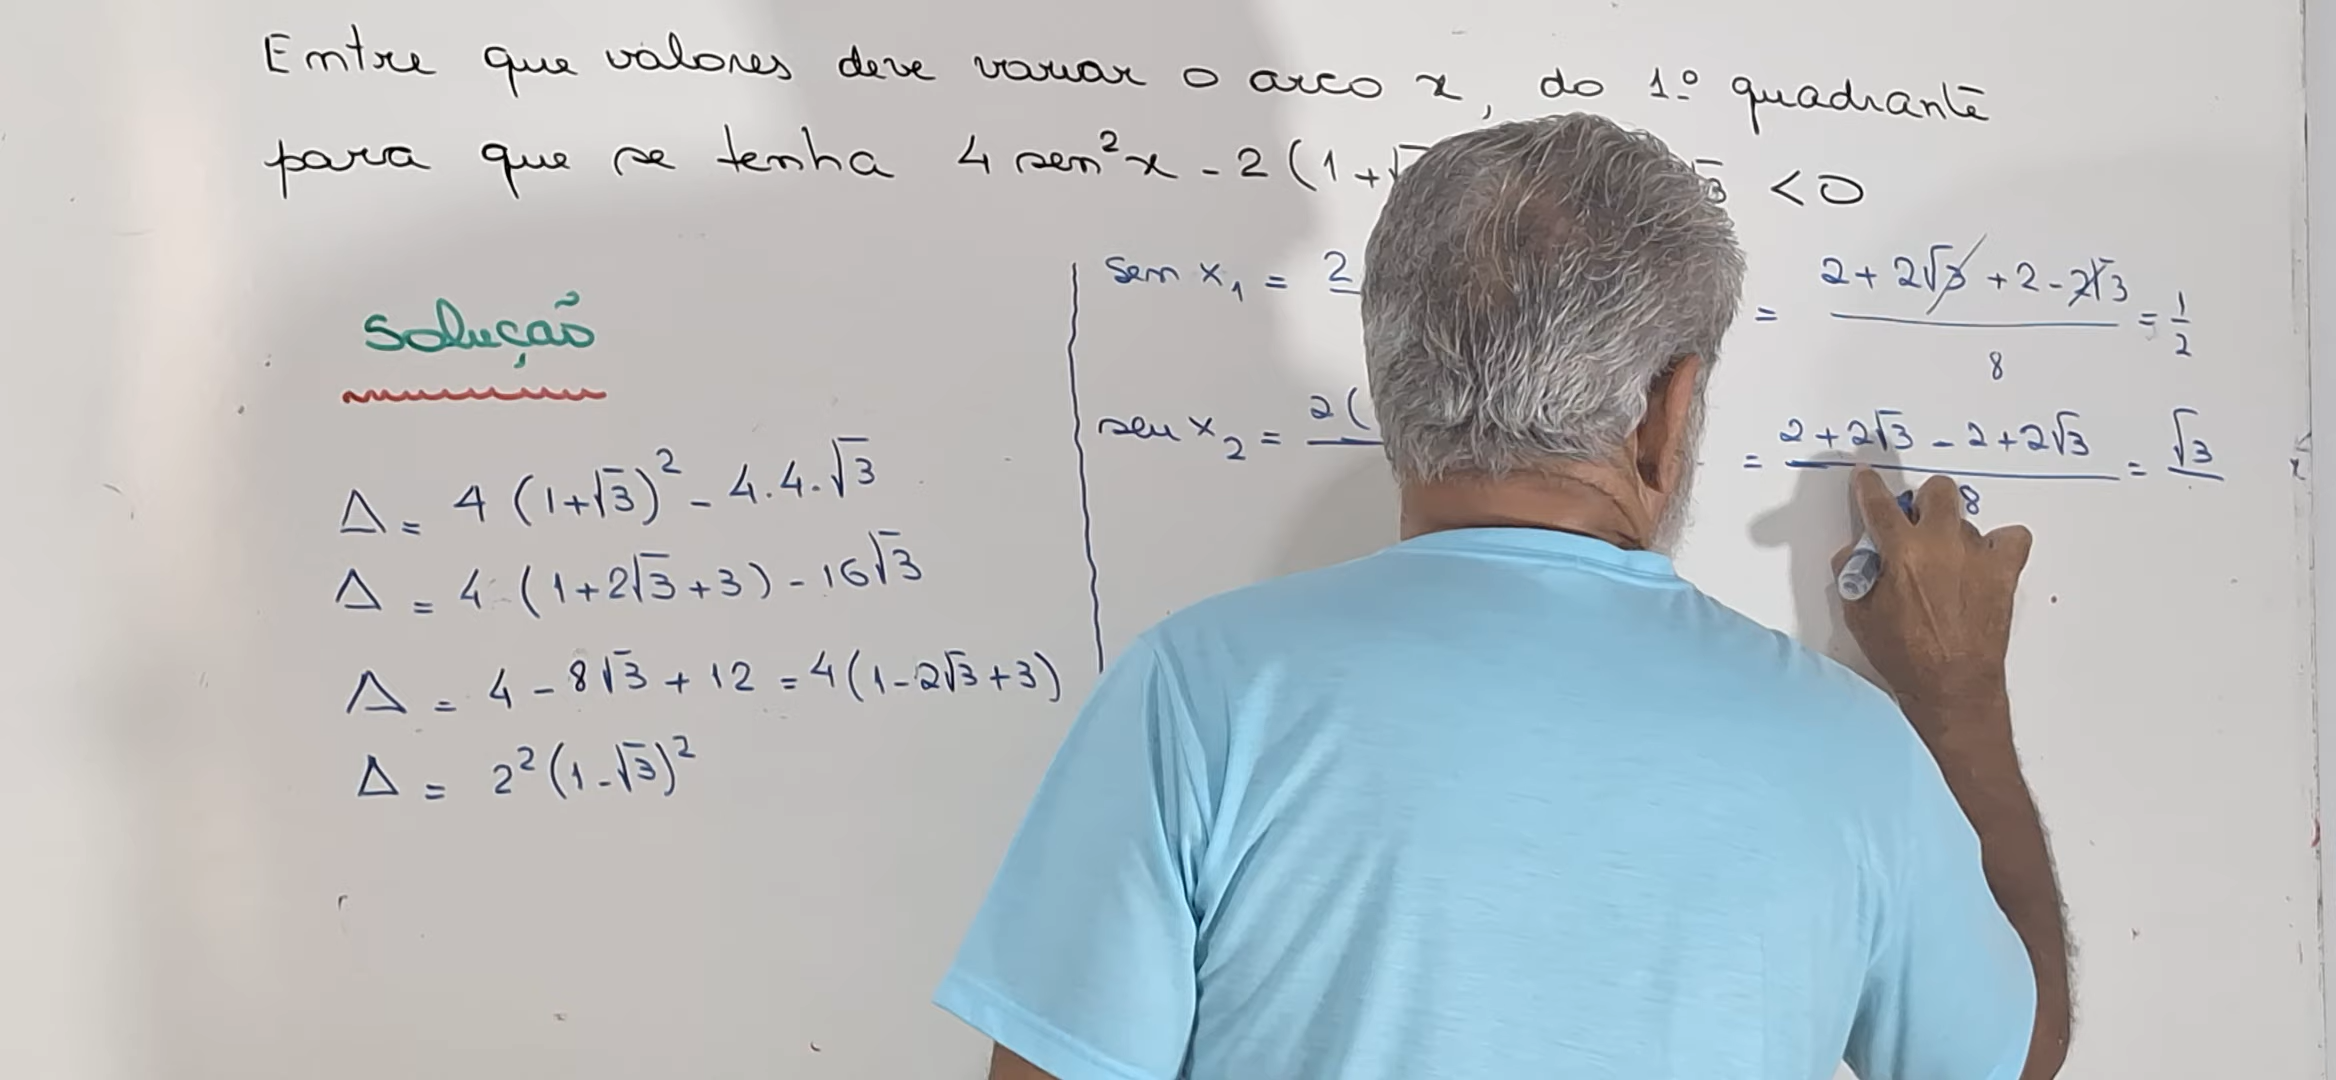 Entre que valores deve variar o arco x, do 1º quadrante
para que se tenha 4 sen²x - 2 (1+√ √3 < 0
Solução
Δ = 4 (1+√3)² - 4.4.√3
Δ = 4 (1+2√3+3) - 16√3
Δ = 4 - 8√3 + 12 = 4(1-2√3+3)
Δ = 2²(1-√3)²
sen x₁ = 2 = 2 + 2√3 + 2 - 2√3 / 8 = 1/2
sen x₂ = 2( = 2 + 2√3 - 2 + 2√3 / 8 = √3